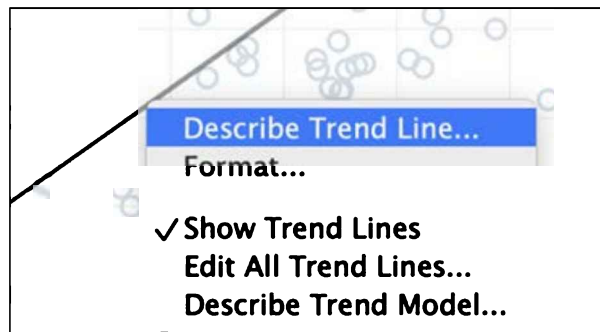 Describe Trend Line...
Format...
✓ Show Trend Lines
Edit All Trend Lines...
Describe Trend Model...